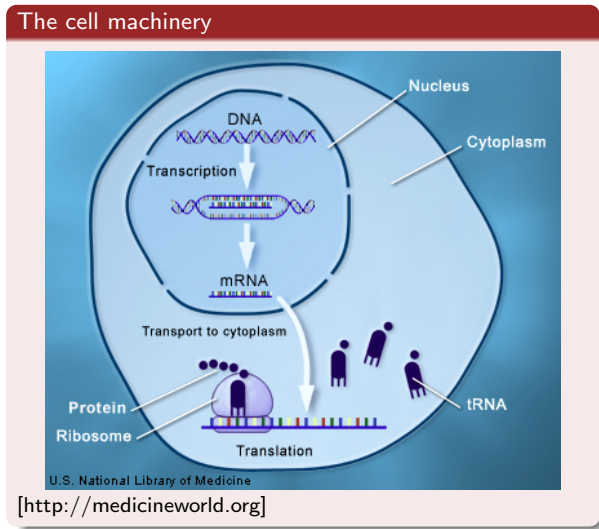 The cell machinery
Nucleus
DNA
Cytoplasm
Transcription
mRNA
Transport to cytoplasm
Protein
tRNA
Ribosome
Translation
U.S. National Library of Medicine
[http://medicineworld.org]